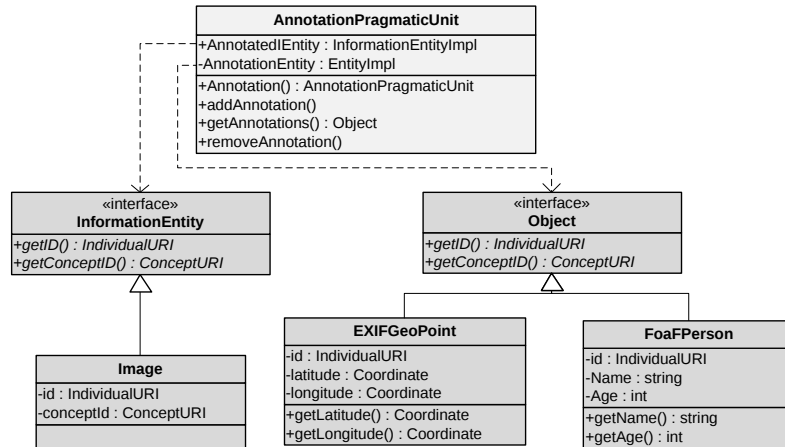 AnnotationPragmaticUnit
+AnnotatedIEntity : InformationEntityImpl
-AnnotationEntity : EntityImpl
+Annotation() : AnnotationPragmaticUnit
+addAnnotation()
+getAnnotations() : Object
+removeAnnotation()
«interface»
InformationEntity
+getID() : IndividualURI
+getConceptID() : ConceptURI
«interface»
Object
+getID() : IndividualURI
+getConceptID() : ConceptURI
Image
-id : IndividualURI
-conceptId : ConceptURI
EXIFGeoPoint
-id : IndividualURI
-latitude : Coordinate
-longitude : Coordinate
+getLatitude() : Coordinate
+getLongitude() : Coordinate
FoaFPerson
-id : IndividualURI
-Name : string
-Age : int
+getName() : string
+getAge() : int